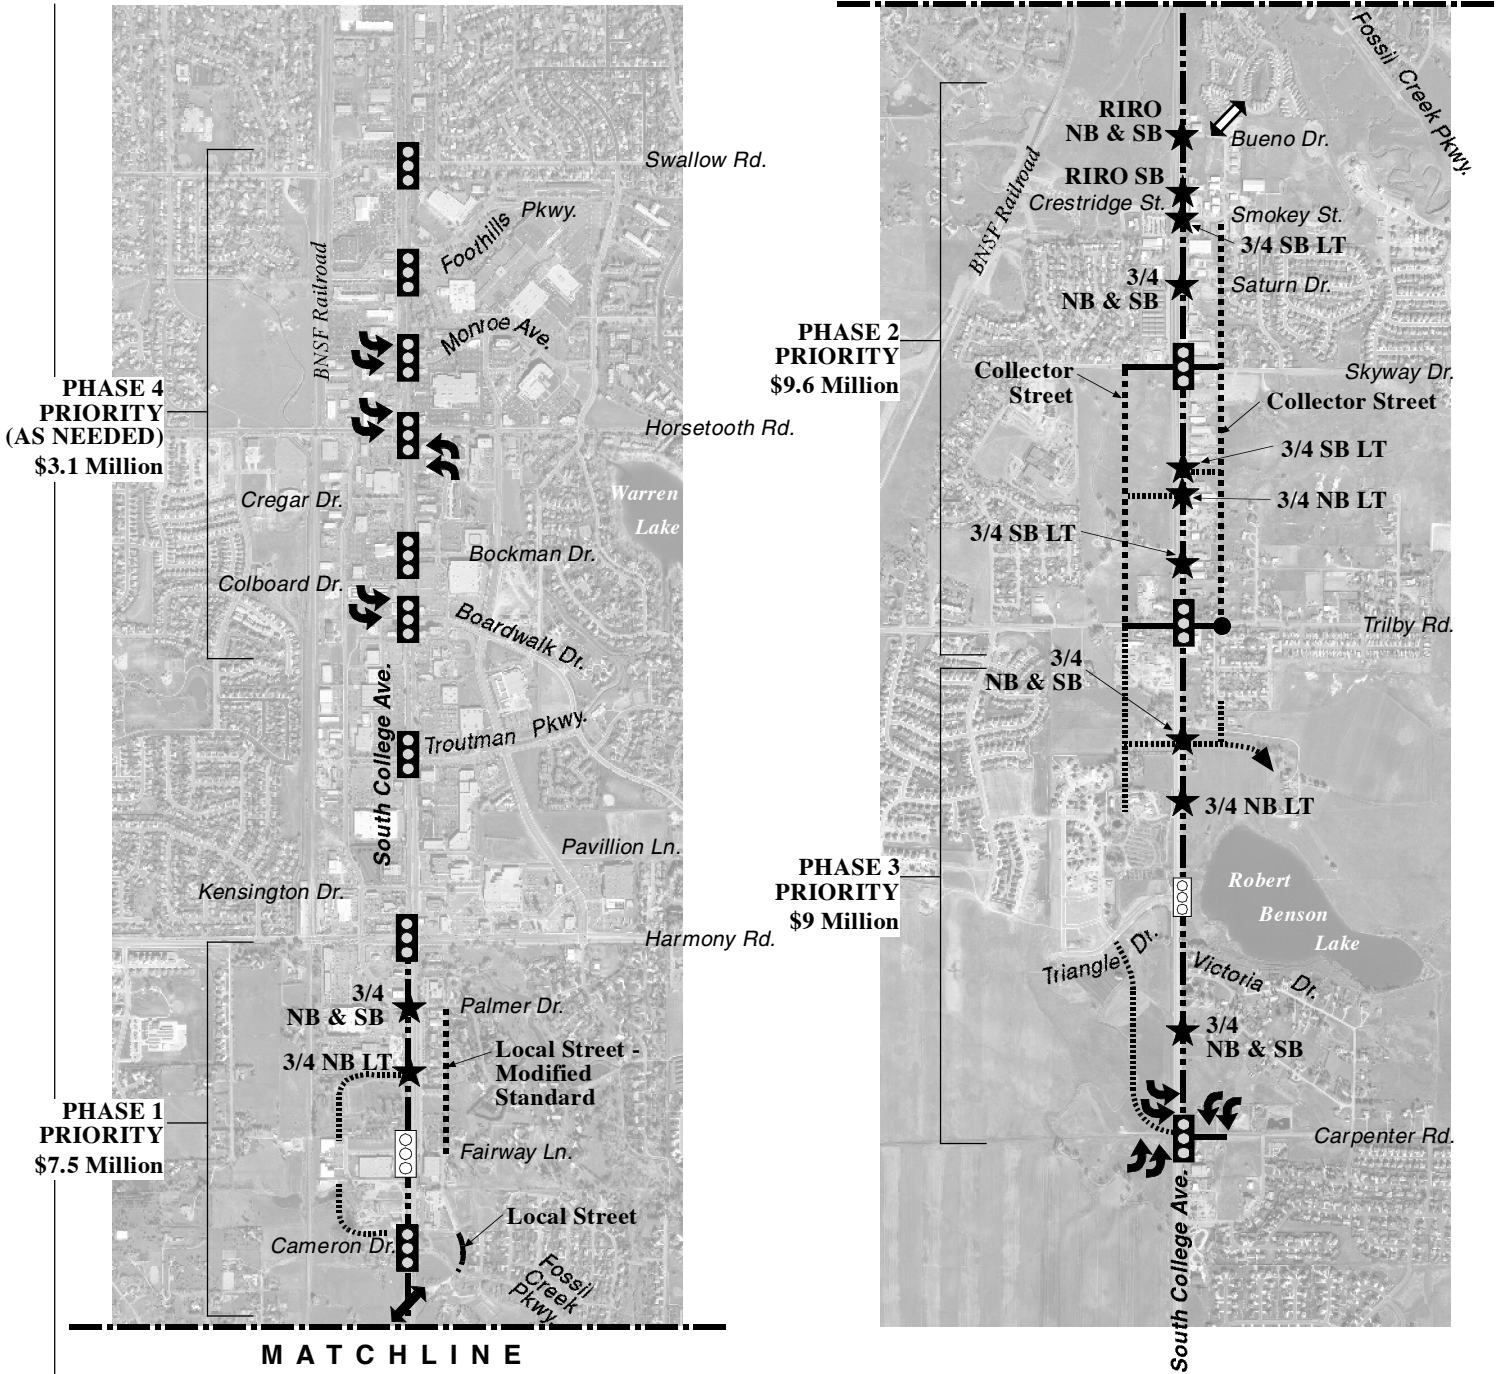 Swallow Rd.
Foothills Pkwy.
BNSF Railroad
Monroe Ave.
PHASE 4
PRIORITY
(AS NEEDED)
$3.1 Million
Horsetooth Rd.
Warren
Lake
Cregar Dr.
Bockman Dr.
Colboard Dr.
Boardwalk Dr.
South College Ave.
Troutman Pkwy.
Pavillion Ln.
Kensington Dr.
Harmony Rd.
3/4
NB & SB
Palmer Dr.
3/4 NB LT
Local Street -
Modified
Standard
PHASE 1
PRIORITY
$7.5 Million
Fairway Ln.
Local Street
Cameron Dr.
Fossil
Creek
Pkwy.
MATCHLINE
Fossil Creek Pkwy.
RIRO
NB & SB
Bueno Dr.
RIRO SB
Crestridge St.
Smokey St.
3/4 SB LT
BNSF Railroad
3/4
NB & SB
Saturn Dr.
PHASE 2
PRIORITY
$9.6 Million
Collector
Street
Skyway Dr.
Collector Street
3/4 SB LT
3/4 NB LT
3/4 SB LT
Trilby Rd.
3/4
NB & SB
3/4 NB LT
PHASE 3
PRIORITY
$9 Million
Robert
Benson
Lake
Triangle Dr.
Victoria Dr.
3/4
NB & SB
Carpenter Rd.
South College Ave.